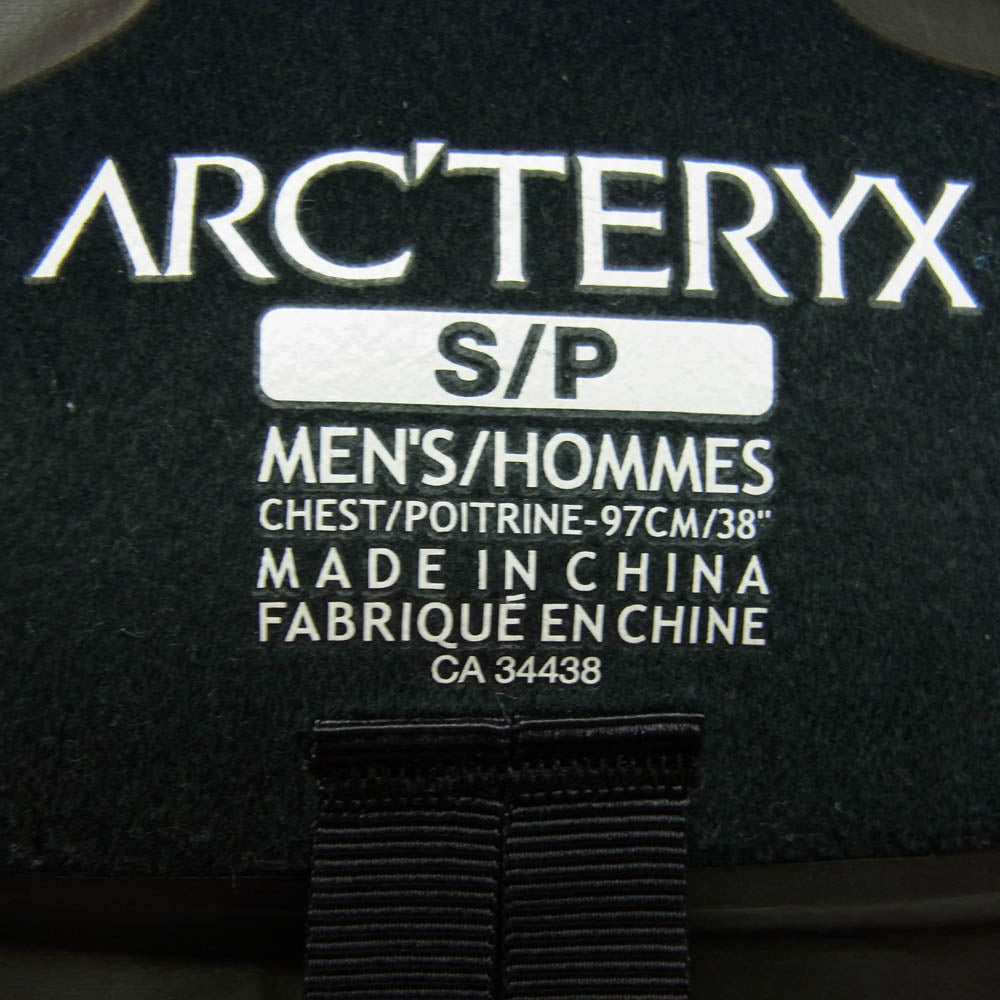 ARC'TERYX
S/P
MEN'S/HOMMES
CHEST/POITRINE-97CM/38"
MADE IN CHINA
FABRIQUÉ EN CHINE
CA 34438